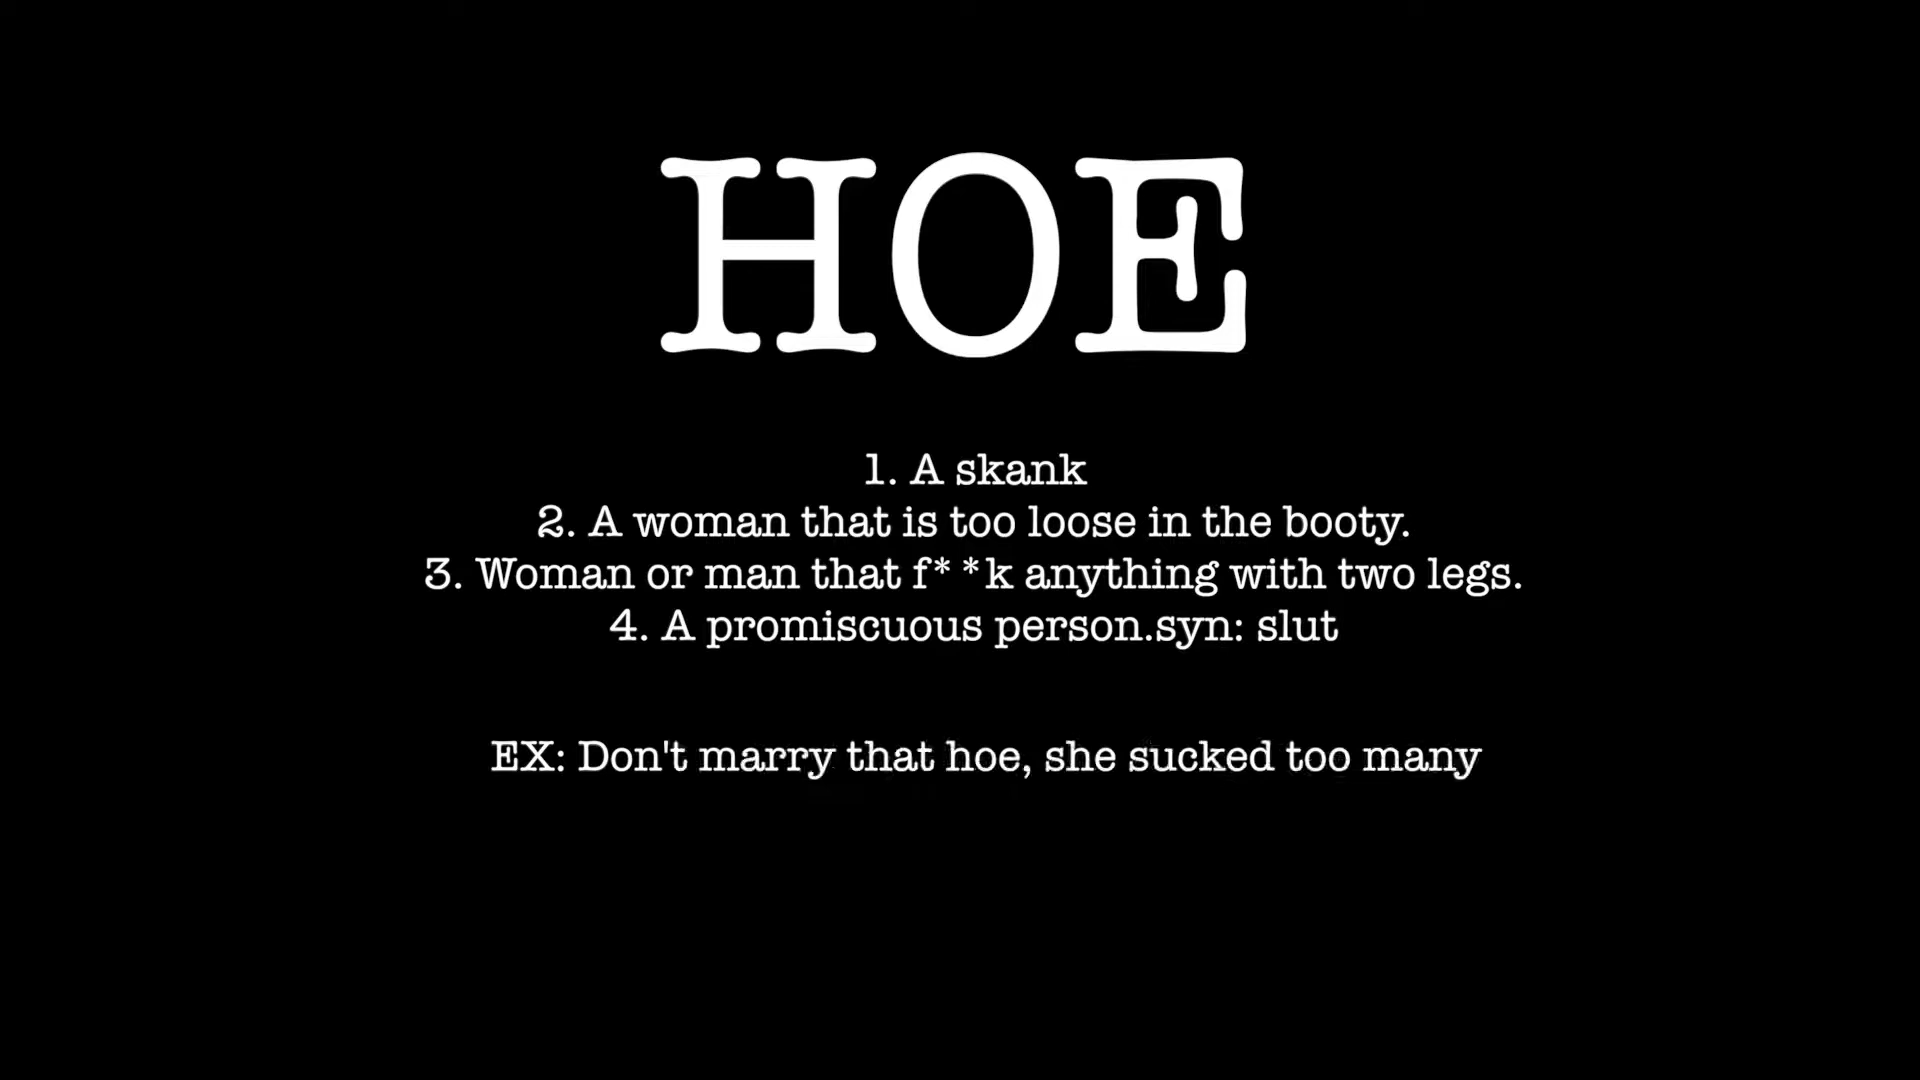 HOE
1. A skank
2. A woman that is too loose in the booty.
3. Woman or man that f**k anything with two legs.
4. A promiscuous person.syn: slut
EX: Don't marry that hoe, she sucked too many